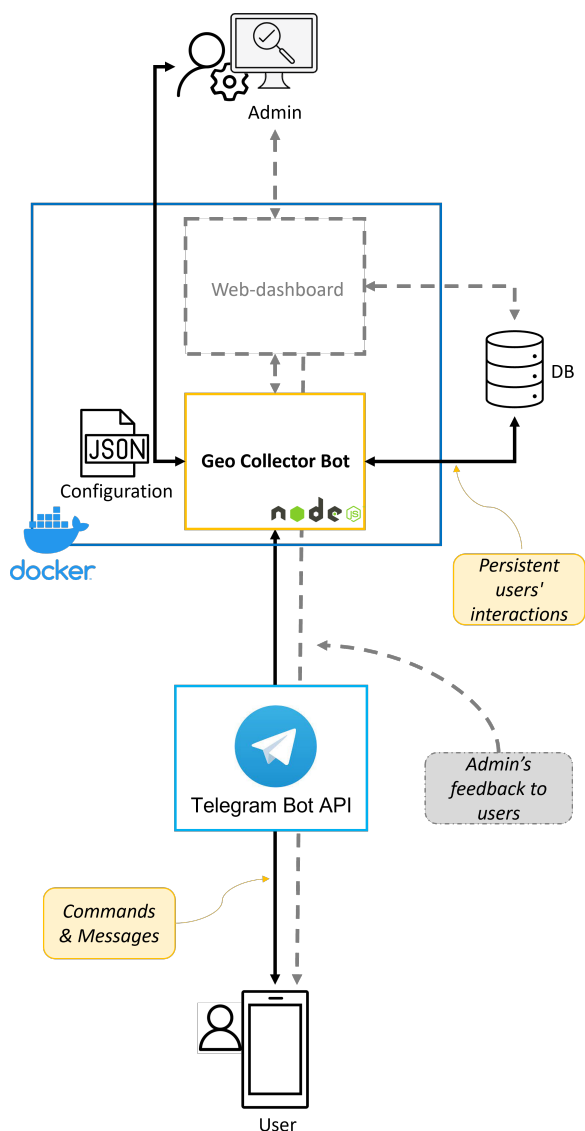 Admin
Web-dashboard
DB
JSON
Configuration
Geo Collector Bot
node
JS
docker
Persistent
users'
interactions
Telegram Bot API
Admin’s
feedback to
users
Commands
& Messages
User